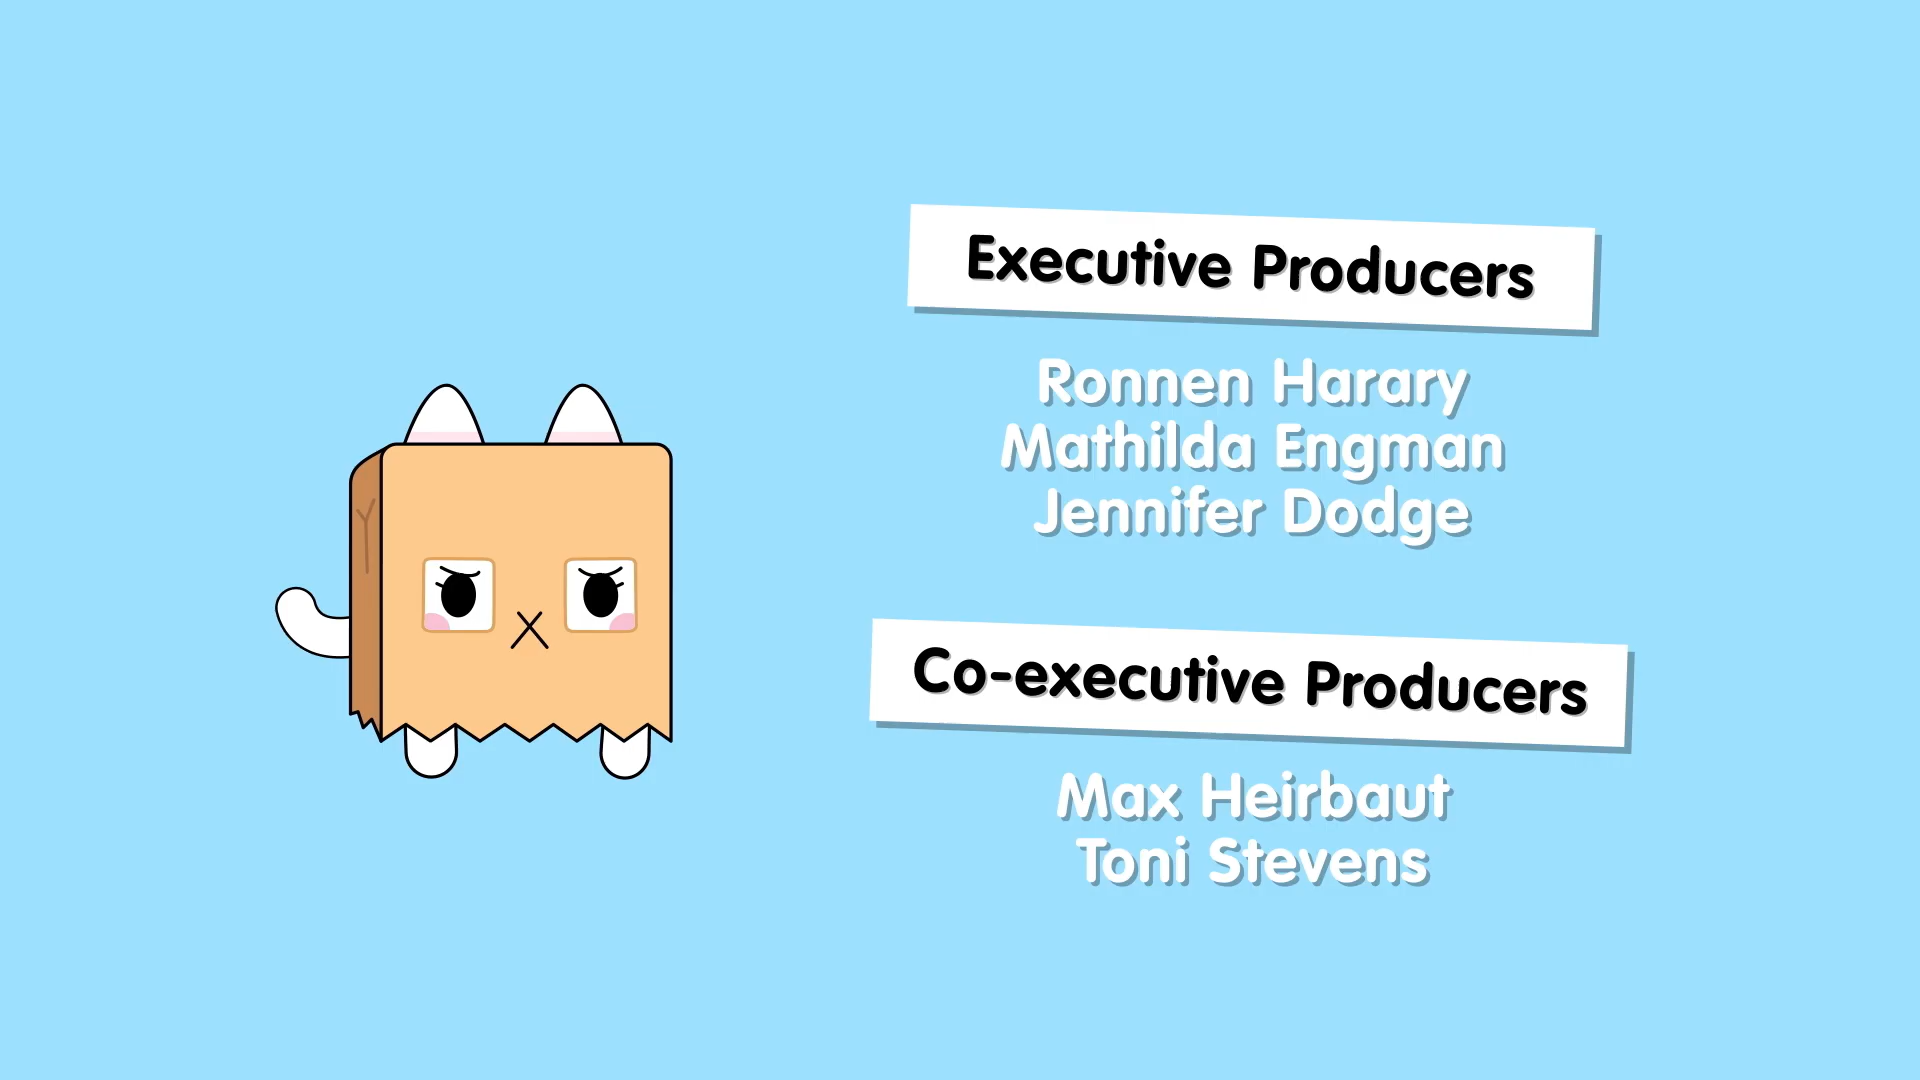 Executive Producers
Ronnen Harary
Mathilda Engman
Jennifer Dodge
Co-executive Producers
Max Heirbaut
Toni Stevens